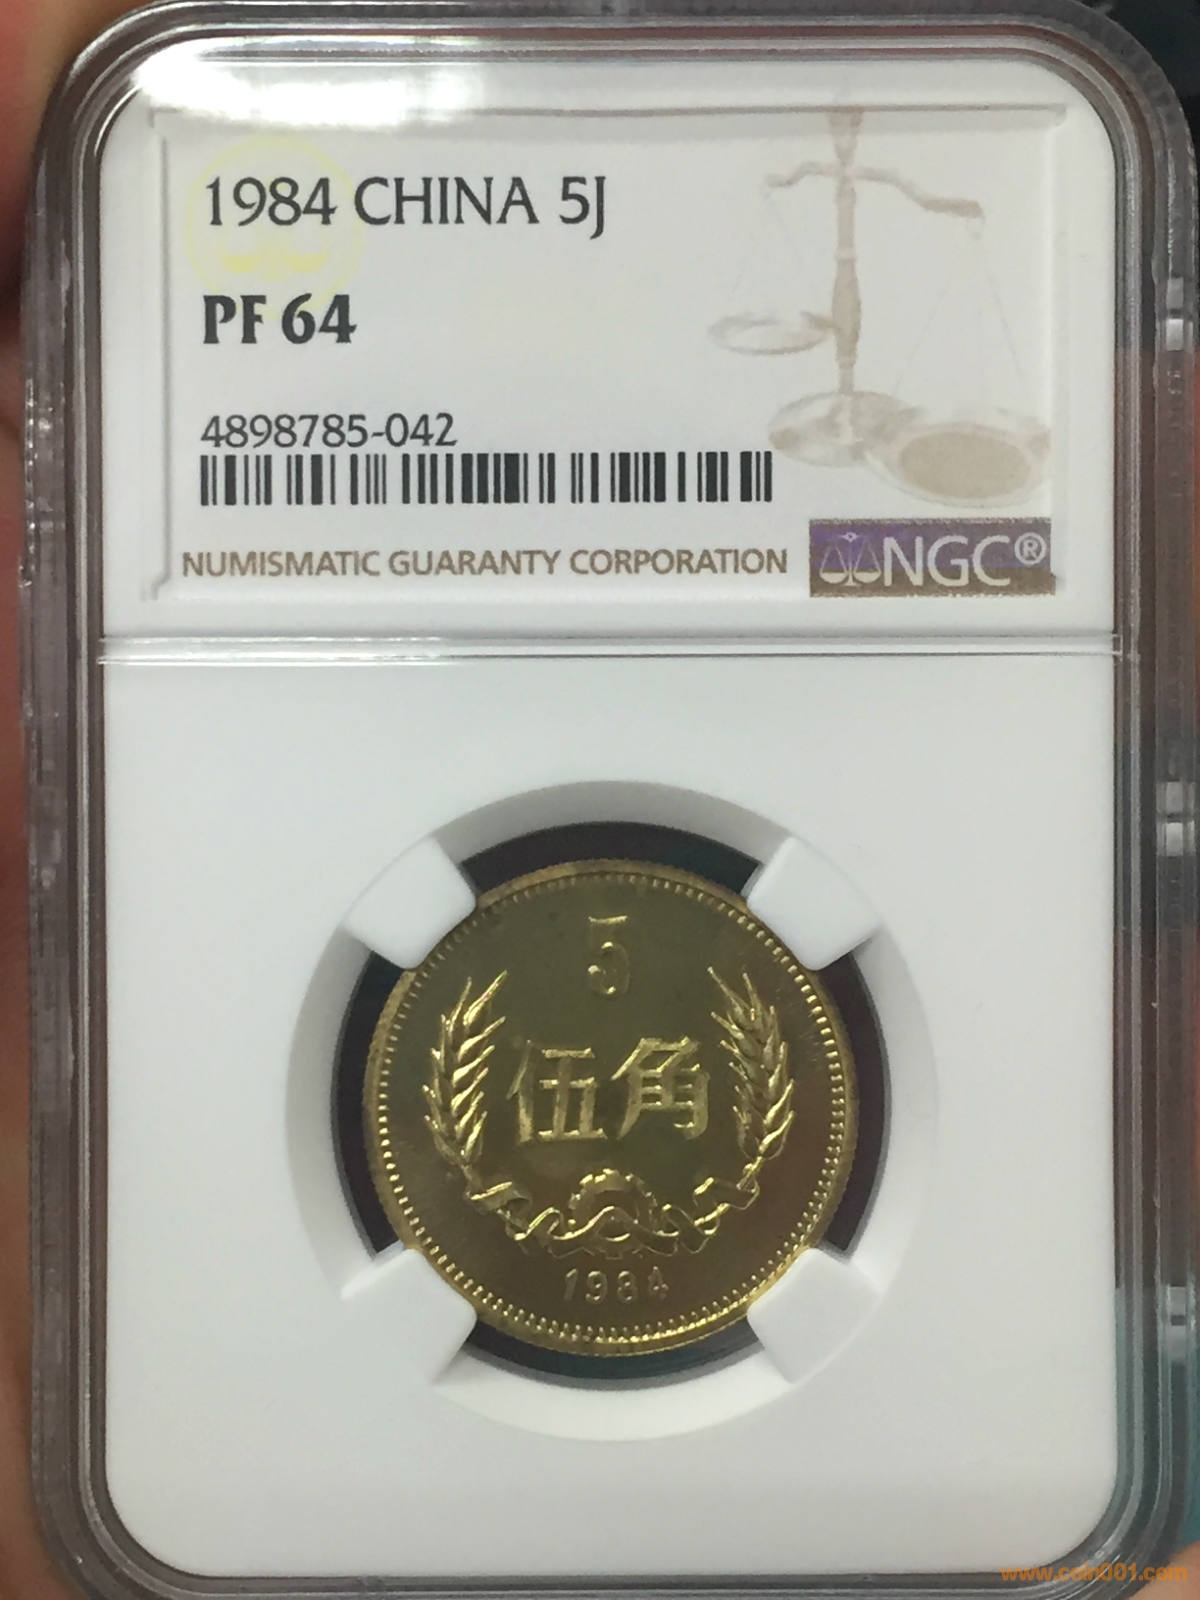 1984 CHINA 5J
PF 64
4898785-042
NUMISMATIC GUARANTY CORPORATION
NGC®
5
伍角
1984
www.coin001.com